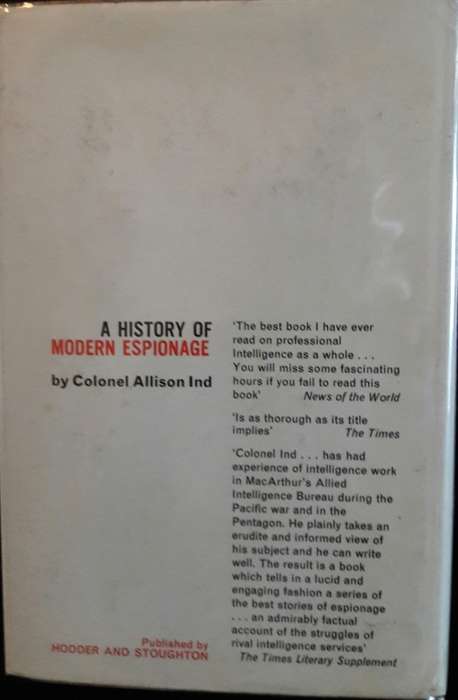 A HISTORY OF
MODERN ESPIONAGE
by Colonel Allison Ind
'The best book I have ever
read on professional
Intelligence as a whole . . .
You will miss some fascinating
hours if you fail to read this
book' News of the World
'Is as thorough as its title
implies' The Times
'Colonel Ind . . . has had
experience of intelligence work
in MacArthur's Allied
Intelligence Bureau during the
Pacific war and in the
Pentagon. He plainly takes an
erudite and informed view of
his subject and he can write
well. The result is a book
which tells in a lucid and
engaging fashion a series of
the best stories of espionage
. . . an admirably factual
account of the struggles of
rival intelligence services'
The Times Literary Supplement
Published by
HODDER AND STOUGHTON